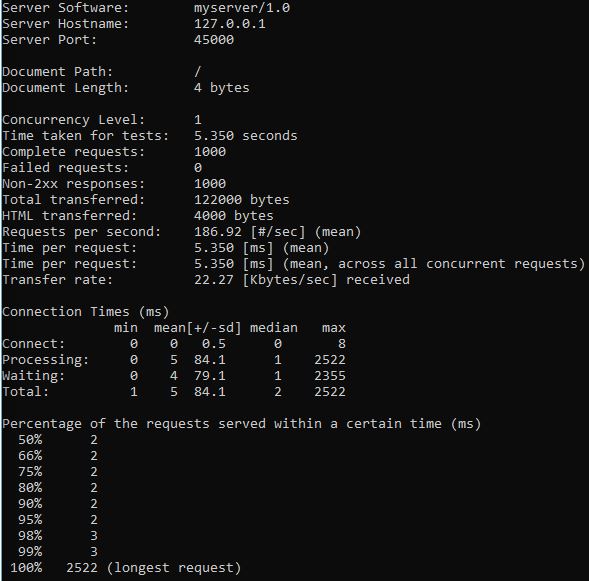 Server Software:        myserver/1.0
Server Hostname:        127.0.0.1
Server Port:            45000

Document Path:          /
Document Length:        4 bytes

Concurrency Level:      1
Time taken for tests:   5.350 seconds
Complete requests:      1000
Failed requests:        0
Non-2xx responses:      1000
Total transferred:      122000 bytes
HTML transferred:       4000 bytes
Requests per second:    186.92 [#/sec] (mean)
Time per request:       5.350 [ms] (mean)
Time per request:       5.350 [ms] (mean, across all concurrent requests)
Transfer rate:          22.27 [Kbytes/sec] received

Connection Times (ms)
              min  mean[+/-sd] median   max
Connect:        0    0   0.5      0       8
Processing:     0    5  84.1      1    2522
Waiting:        0    4  79.1      1    2355
Total:          1    5  84.1      2    2522

Percentage of the requests served within a certain time (ms)
  50%      2
  66%      2
  75%      2
  80%      2
  90%      2
  95%      2
  98%      3
  99%      3
 100%   2522 (longest request)